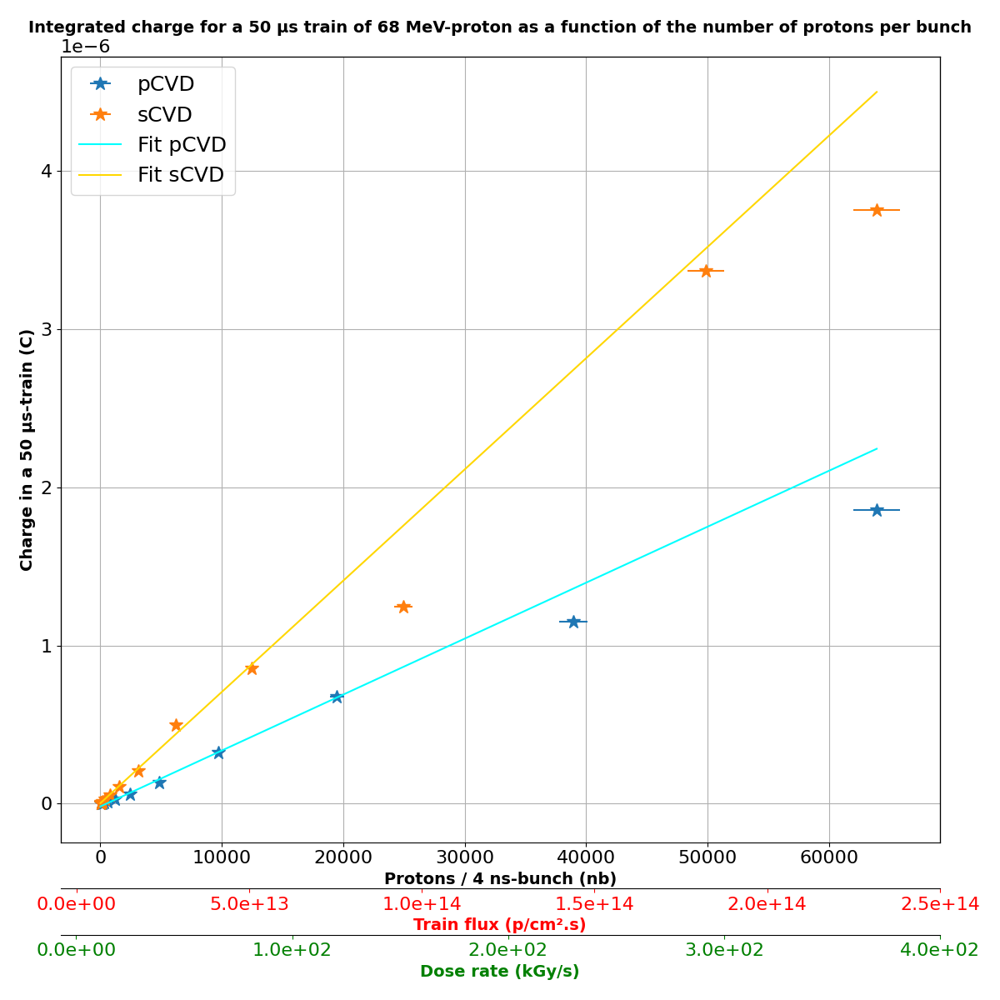 Integrated charge for a 50 µs train of 68 MeV-proton as a function of the number of protons per bunch
1e−6
pCVD
sCVD
Fit pCVD
Fit sCVD
4
3
2
1
0
Charge in a 50 µs-train (C)
0 10000 20000 30000 40000 50000 60000
Protons / 4 ns-bunch (nb)
0.0e+00 5.0e+13 1.0e+14 1.5e+14 2.0e+14 2.5e+14
Train flux (p/cm².s)
0.0e+00 1.0e+02 2.0e+02 3.0e+02 4.0e+02
Dose rate (kGy/s)